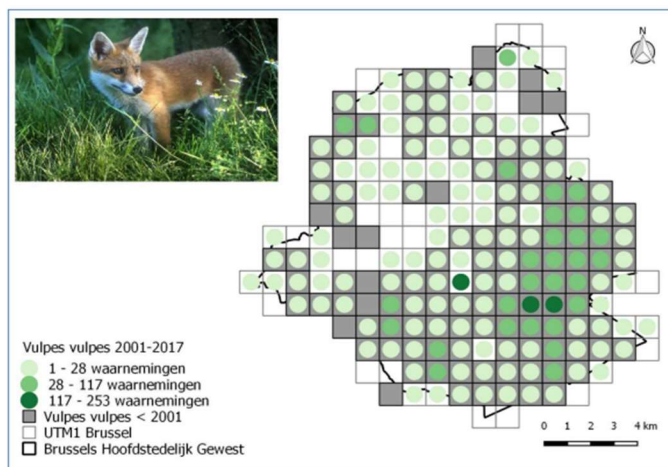 N
Vulpes vulpes 2001-2017
1 - 28 waarnemingen
28 - 117 waarnemingen
117 - 253 waarnemingen
Vulpes vulpes < 2001
UTM1 Brussel
Brussels Hoofdstedelijk Gewest
0 1 2 3 4 km